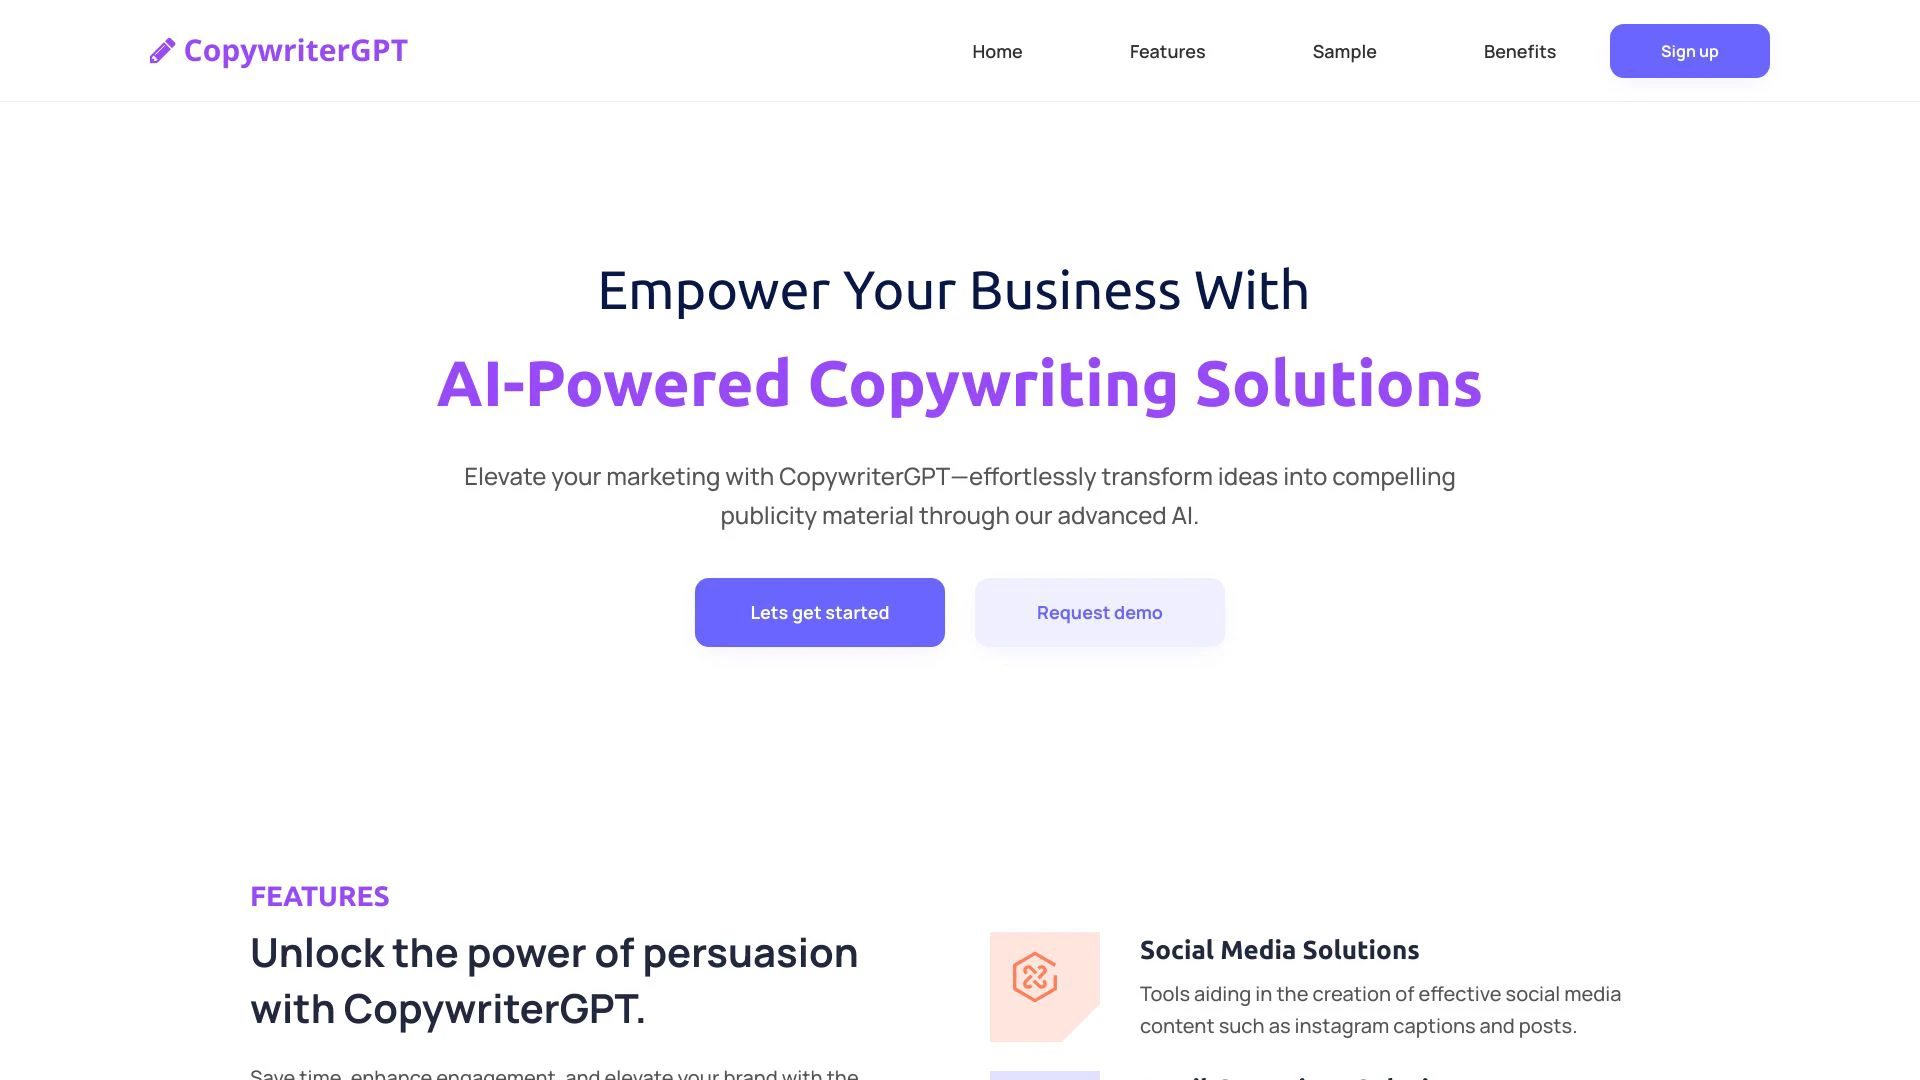 CopywriterGPT
Home
Features
Sample
Benefits
Sign up
Empower Your Business With
AI-Powered Copywriting Solutions
Elevate your marketing with CopywriterGPT—effortlessly transform ideas into compelling
publicity material through our advanced AI.
Lets get started
Request demo
FEATURES
Unlock the power of persuasion
with CopywriterGPT.
Save time, enhance engagement, and elevate your brand with the
Social Media Solutions
Tools aiding in the creation of effective social media
content such as instagram captions and posts.